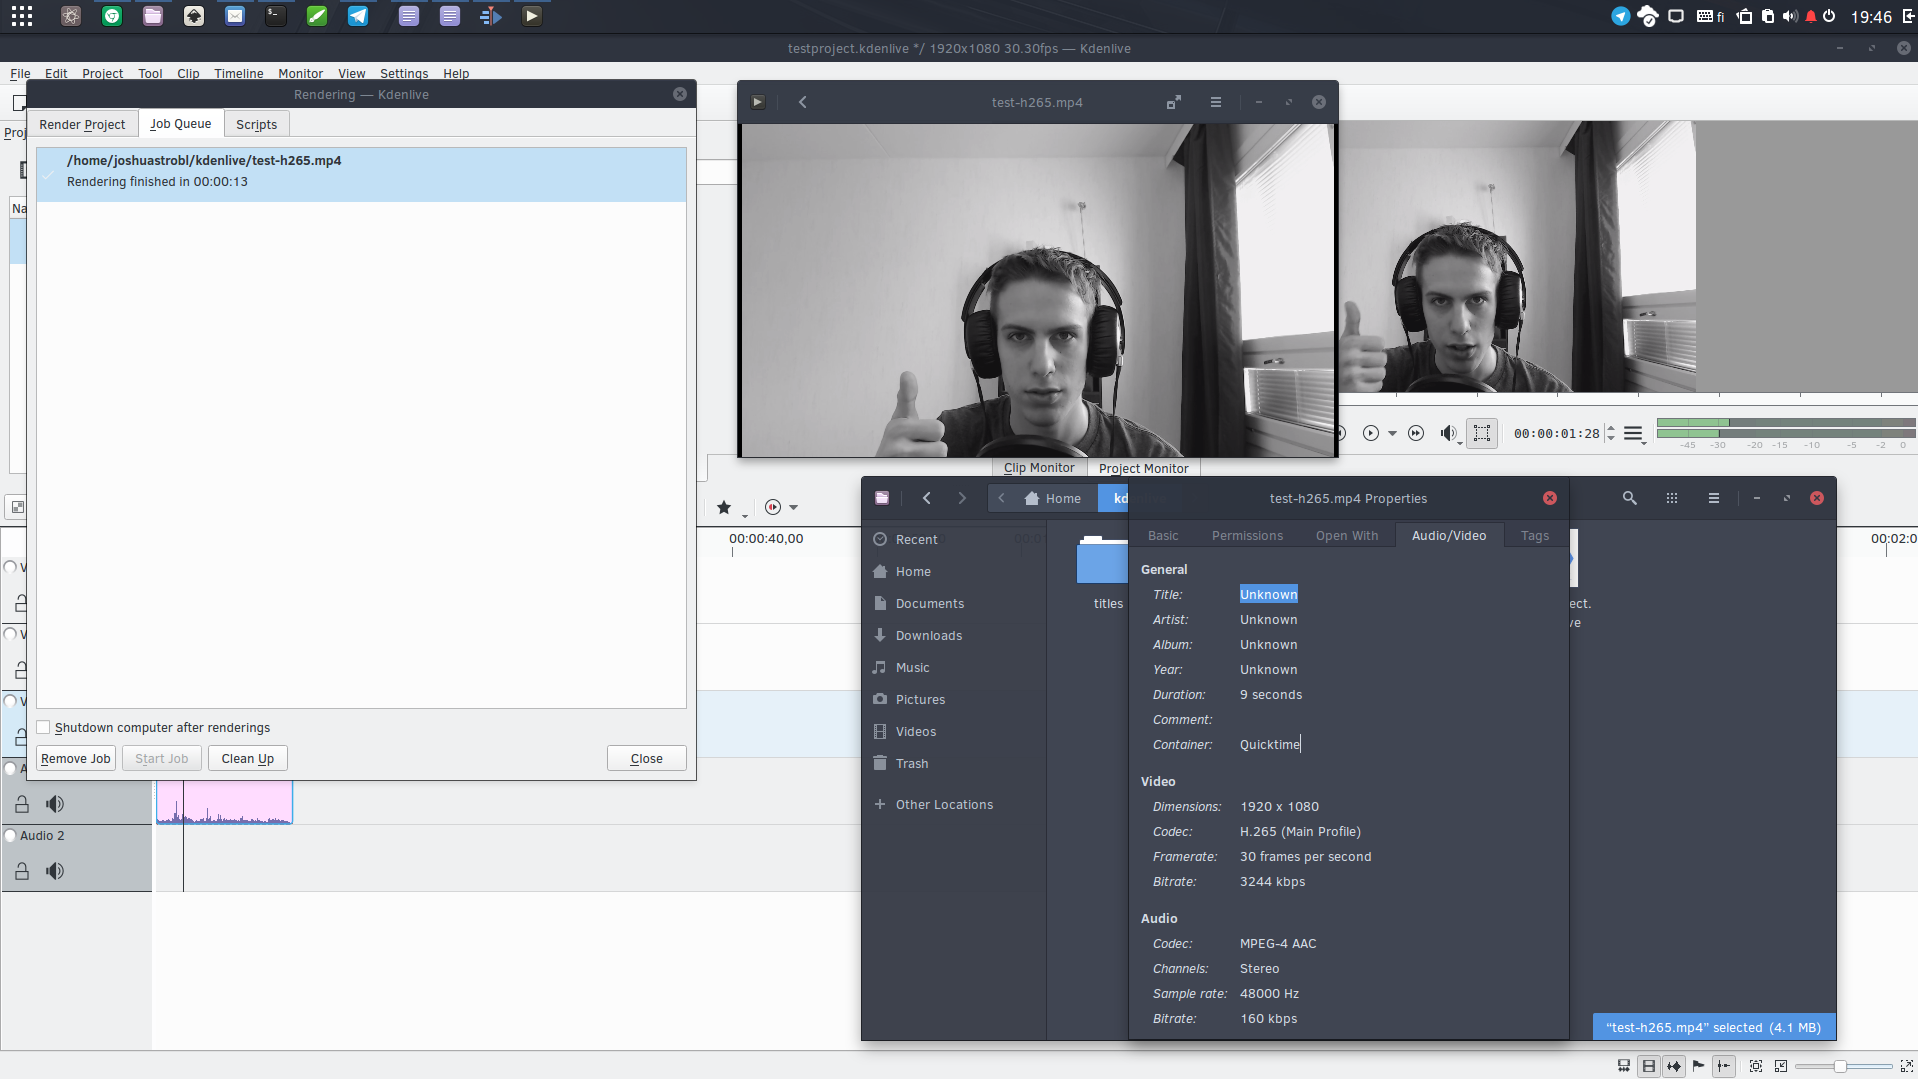 fi
19:46
testproject.kdenlive */ 1920x1080 30.30fps — Kdenlive
File Edit Project Tool Clip Timeline Monitor View Settings Help
Rendering — Kdenlive
Render Project Job Queue Scripts
/home/joshuastrobl/kdenlive/test-h265.mp4
Rendering finished in 00:00:13
Shutdown computer after renderings
Remove Job Start Job Clean Up Close
Proj
Na
test-h265.mp4
00:00:01:28
-45 -30 -20 -15 -10 -5 -2 0
Clip Monitor Project Monitor
00:00:40,00
00:02:0
V
V
V
A
Audio 2
Home kd
Recent
Home
Documents
Downloads
Music
Pictures
Videos
Trash
Other Locations
titles
ect.
ve
test-h265.mp4 Properties
Basic Permissions Open With Audio/Video Tags
General
Title: Unknown
Artist: Unknown
Album: Unknown
Year: Unknown
Duration: 9 seconds
Comment:
Container: Quicktime
Video
Dimensions: 1920 x 1080
Codec: H.265 (Main Profile)
Framerate: 30 frames per second
Bitrate: 3244 kbps
Audio
Codec: MPEG-4 AAC
Channels: Stereo
Sample rate: 48000 Hz
Bitrate: 160 kbps
“test-h265.mp4” selected (4.1 MB)